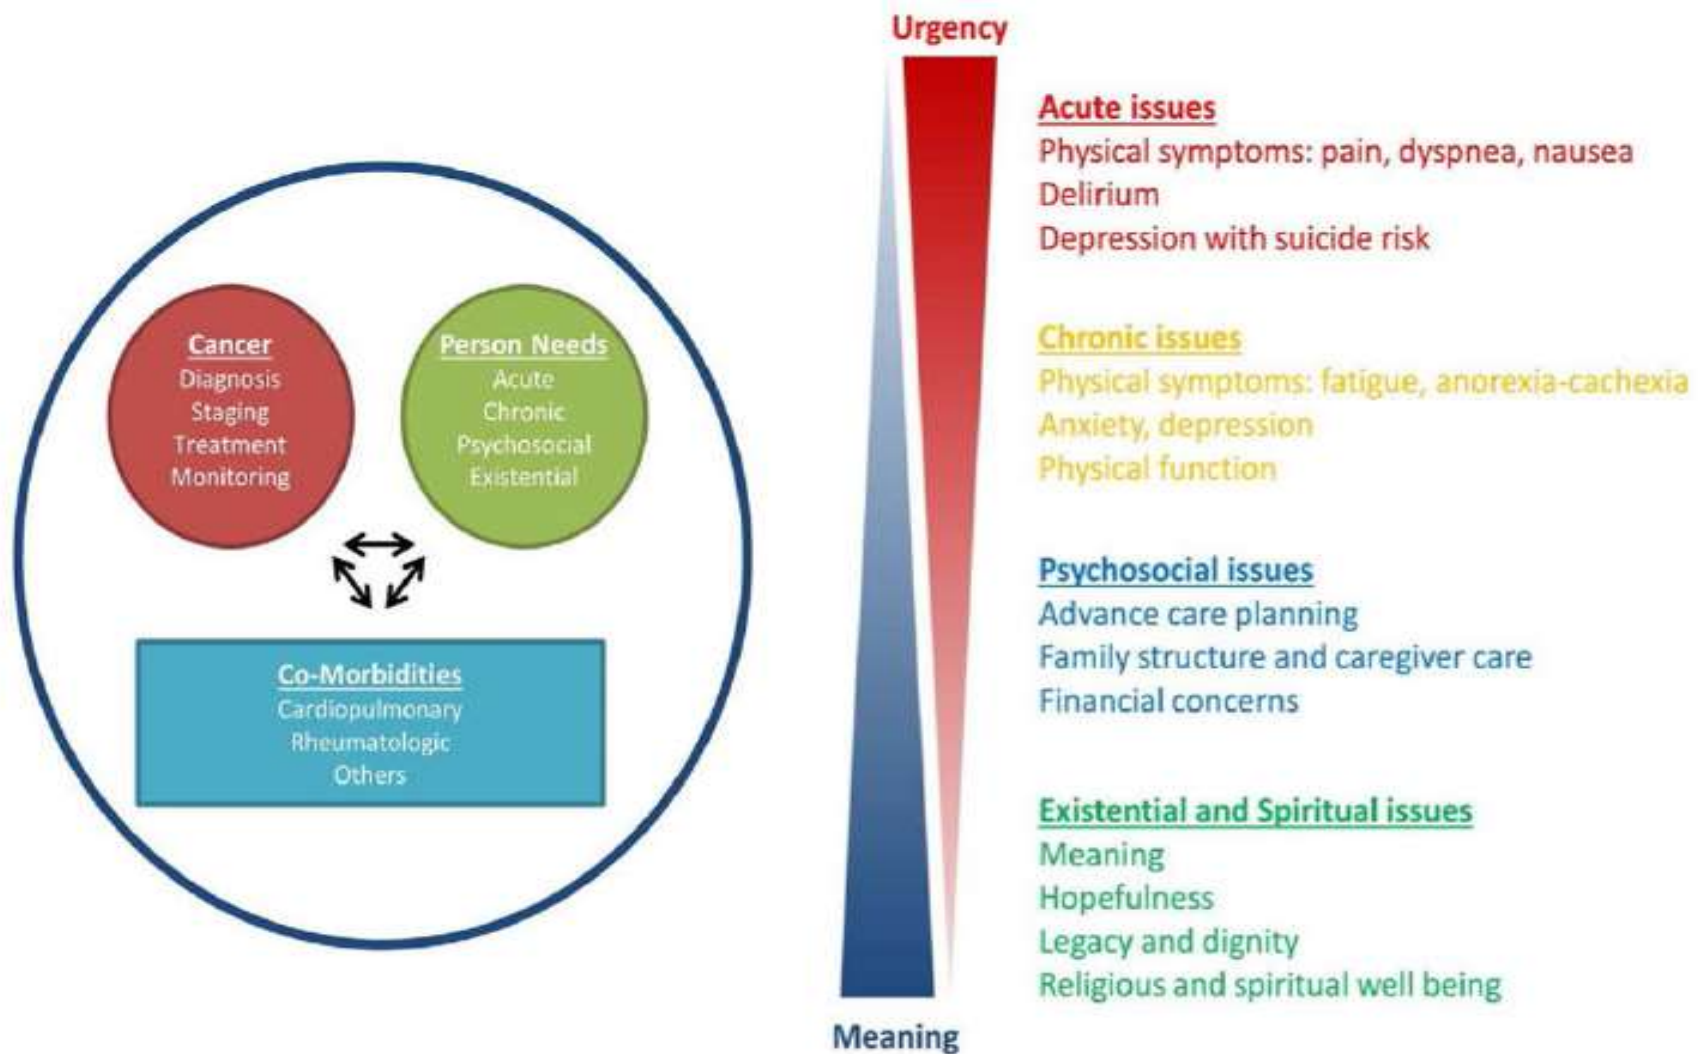 Cancer
Diagnosis
Staging
Treatment
Monitoring
Person Needs
Acute
Chronic
Psychosocial
Existential
Co-Morbidities
Cardiopulmonary
Rheumatologic
Others
Urgency
Meaning
Acute issues
Physical symptoms: pain, dyspnea, nausea
Delirium
Depression with suicide risk
Chronic issues
Physical symptoms: fatigue, anorexia-cachexia
Anxiety, depression
Physical function
Psychosocial issues
Advance care planning
Family structure and caregiver care
Financial concerns
Existential and Spiritual issues
Meaning
Hopefulness
Legacy and dignity
Religious and spiritual well being